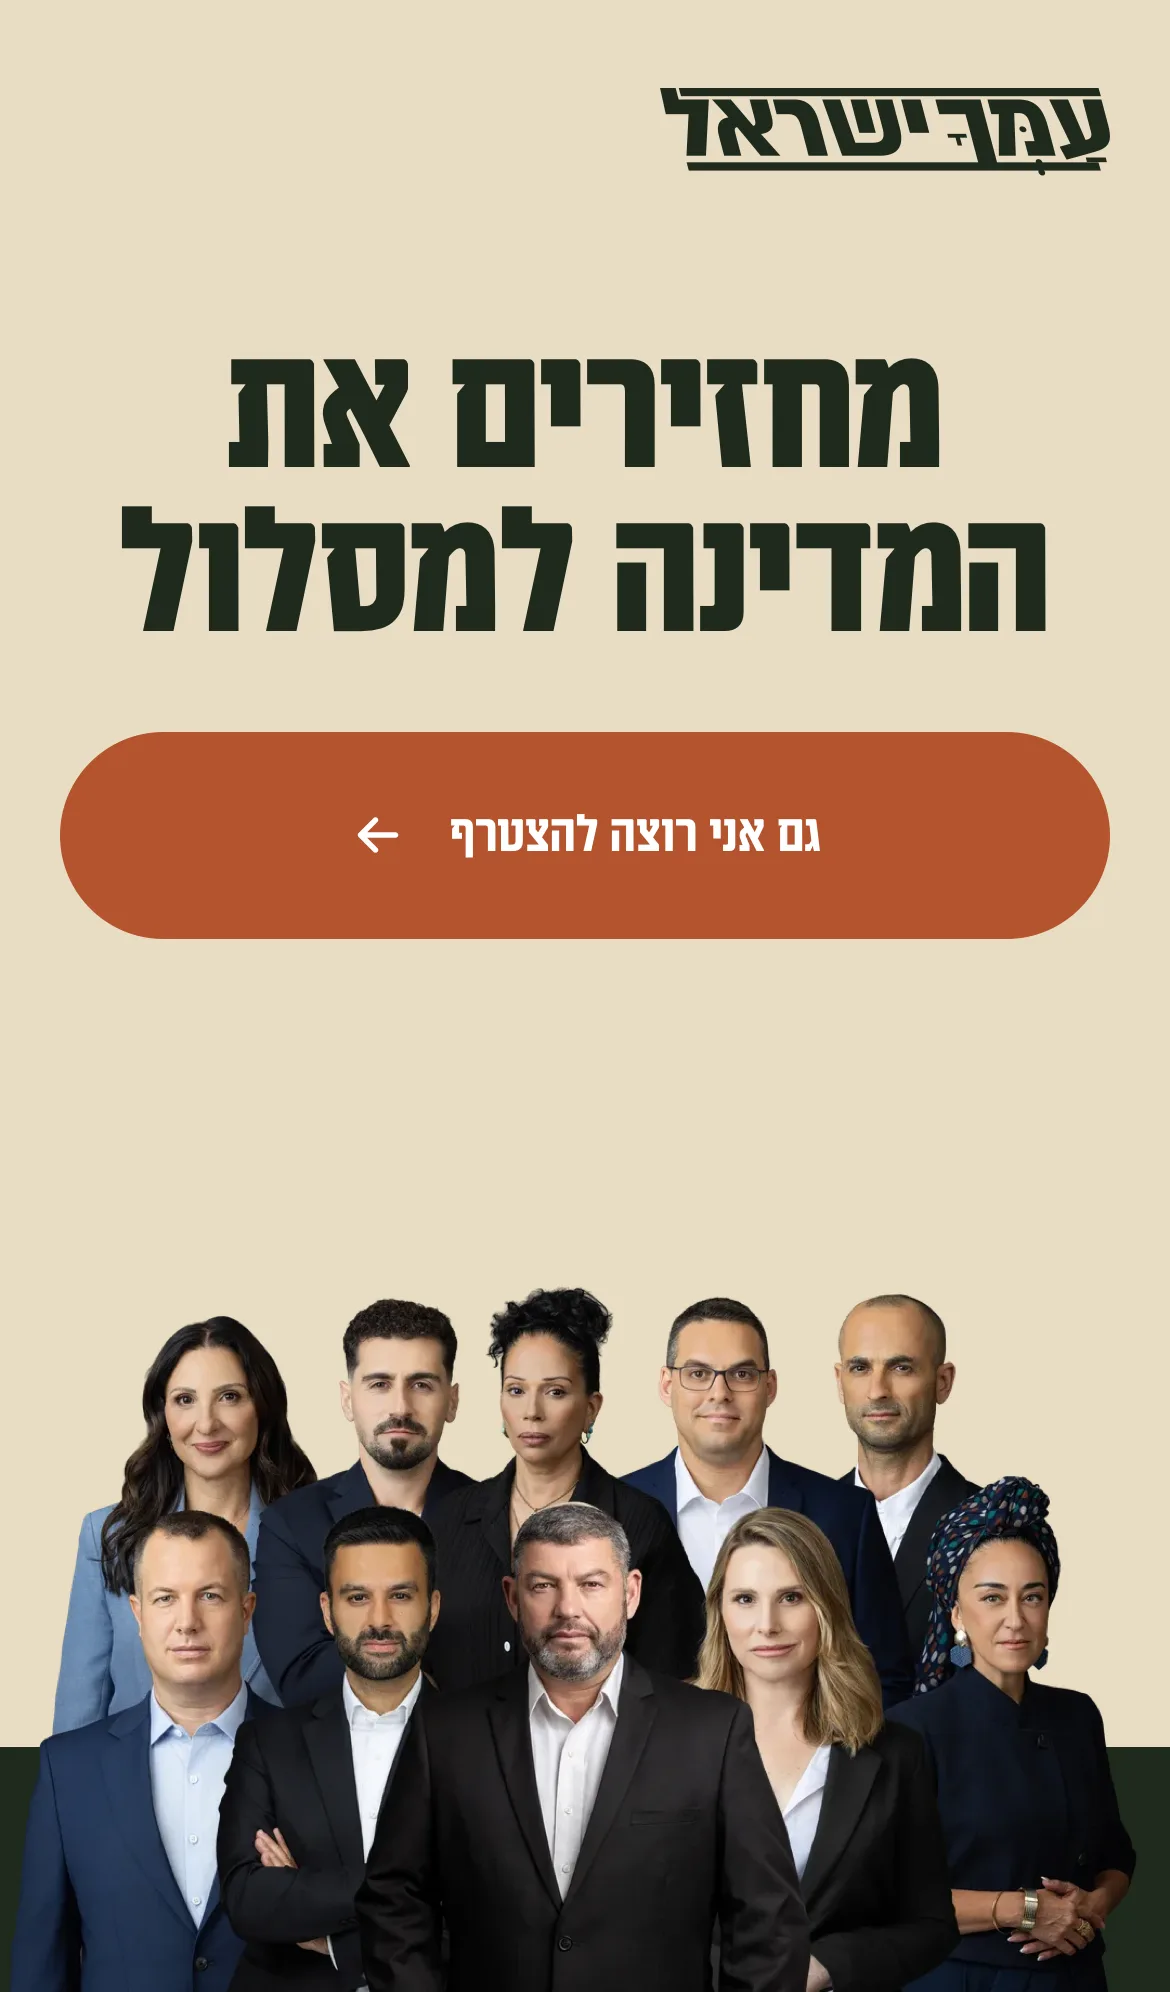 עַמְּךָ ישראל
מחזירים את
המדינה למסלול
גם אני רוצה להצטרף ←